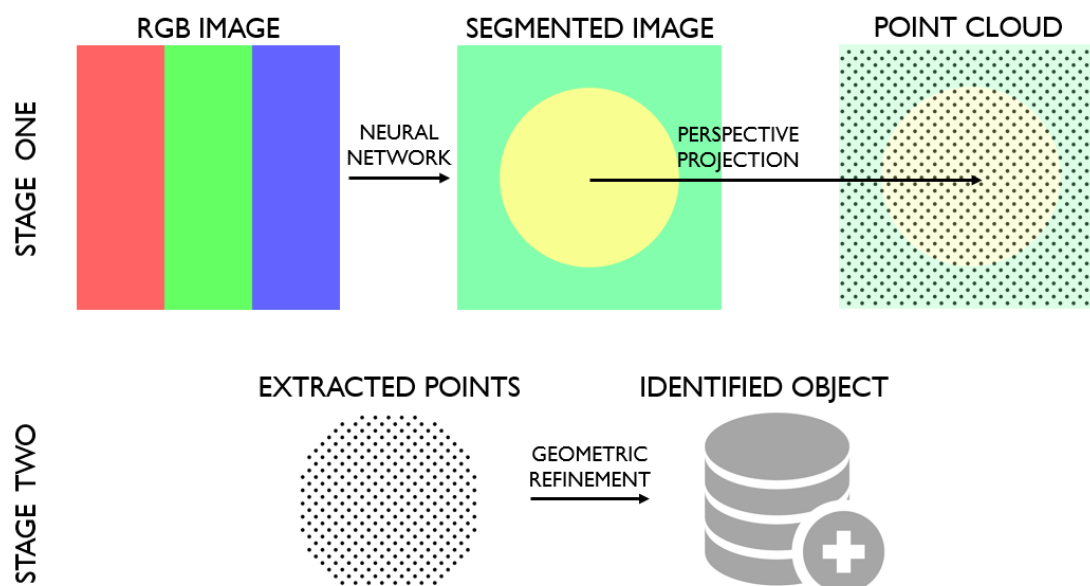 RGB IMAGE
SEGMENTED IMAGE
POINT CLOUD
STAGE ONE
NEURAL
NETWORK
PERSPECTIVE
PROJECTION
EXTRACTED POINTS
IDENTIFIED OBJECT
STAGE TWO
GEOMETRIC
REFINEMENT